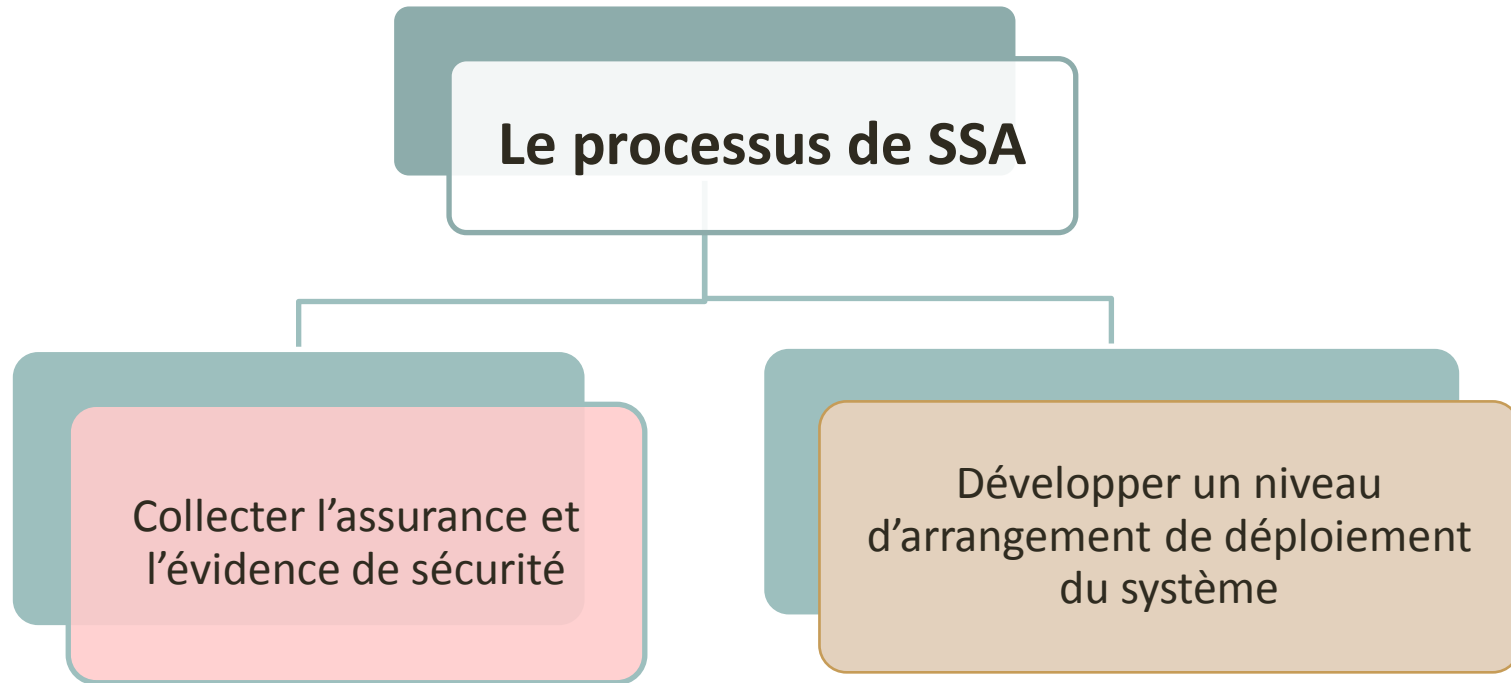 Le processus de SSA
Collecter l’assurance et
l’évidence de sécurité
Développer un niveau
d’arrangement de déploiement
du système